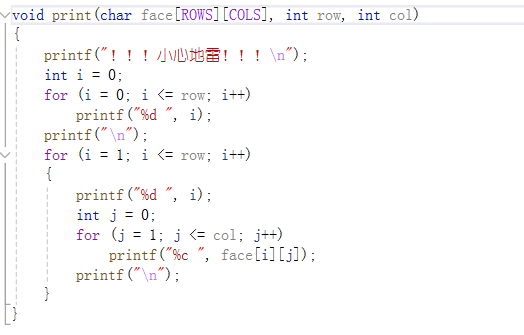 void print(char face[ROWS][COLS], int row, int col)
{
    printf("！！！小心地雷！！！\n");
    int i = 0;
    for (i = 0; i <= row; i++)
        printf("%d ", i);
    printf("\n");
    for (i = 1; i <= row; i++)
    {
        printf("%d ", i);
        int j = 0;
        for (j = 1; j <= col; j++)
            printf("%c ", face[i][j]);
        printf("\n");
    }
}